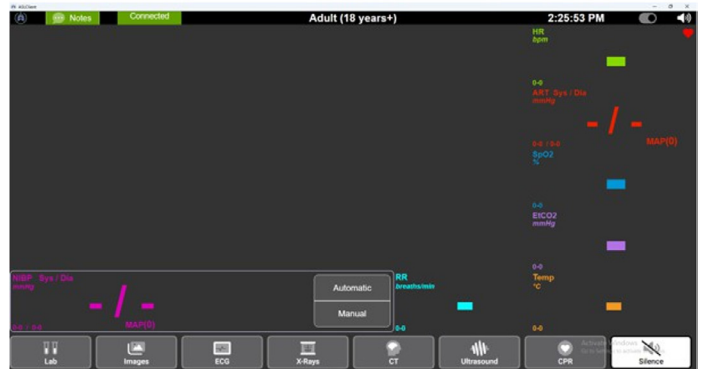 ASLClient
Notes
Connected
Adult (18 years+)
2:25:53 PM
HR
bpm
0-0
ART Sys / Dia
mmHg
- / -
MAP(0)
0-0 / 0-0
SpO2
%
0-0
EtCO2
mmHg
0-0
NIBP Sys / Dia
mmHg
- / -
MAP(0)
0-0 / 0-0
Automatic
Manual
RR
breaths/min
0-0
Temp
°C
0-0
Lab
Images
ECG
X-Rays
CT
Ultrasound
CPR
Silence
Activate Windows